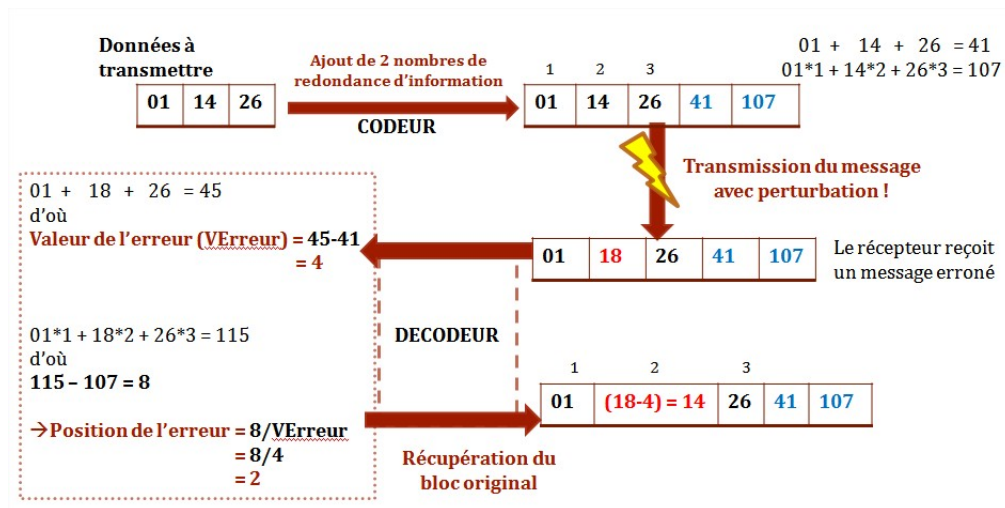 Données à
transmettre
01 14 26
Ajout de 2 nombres de
redondance d'information
CODEUR
1 2 3
01 14 26 41 107
01 + 14 + 26 = 41
01*1 + 14*2 + 26*3 = 107
Transmission du message
avec perturbation !
01 18 26 41 107
Le récepteur reçoit
un message erroné
01 + 18 + 26 = 45
d'où
Valeur de l'erreur (VErreur) = 45-41
= 4
DECODEUR
01*1 + 18*2 + 26*3 = 115
d'où
115 – 107 = 8
→Position de l'erreur = 8/VErreur
= 8/4
= 2
Récupération du
bloc original
1 2 3
01 (18-4) = 14 26 41 107